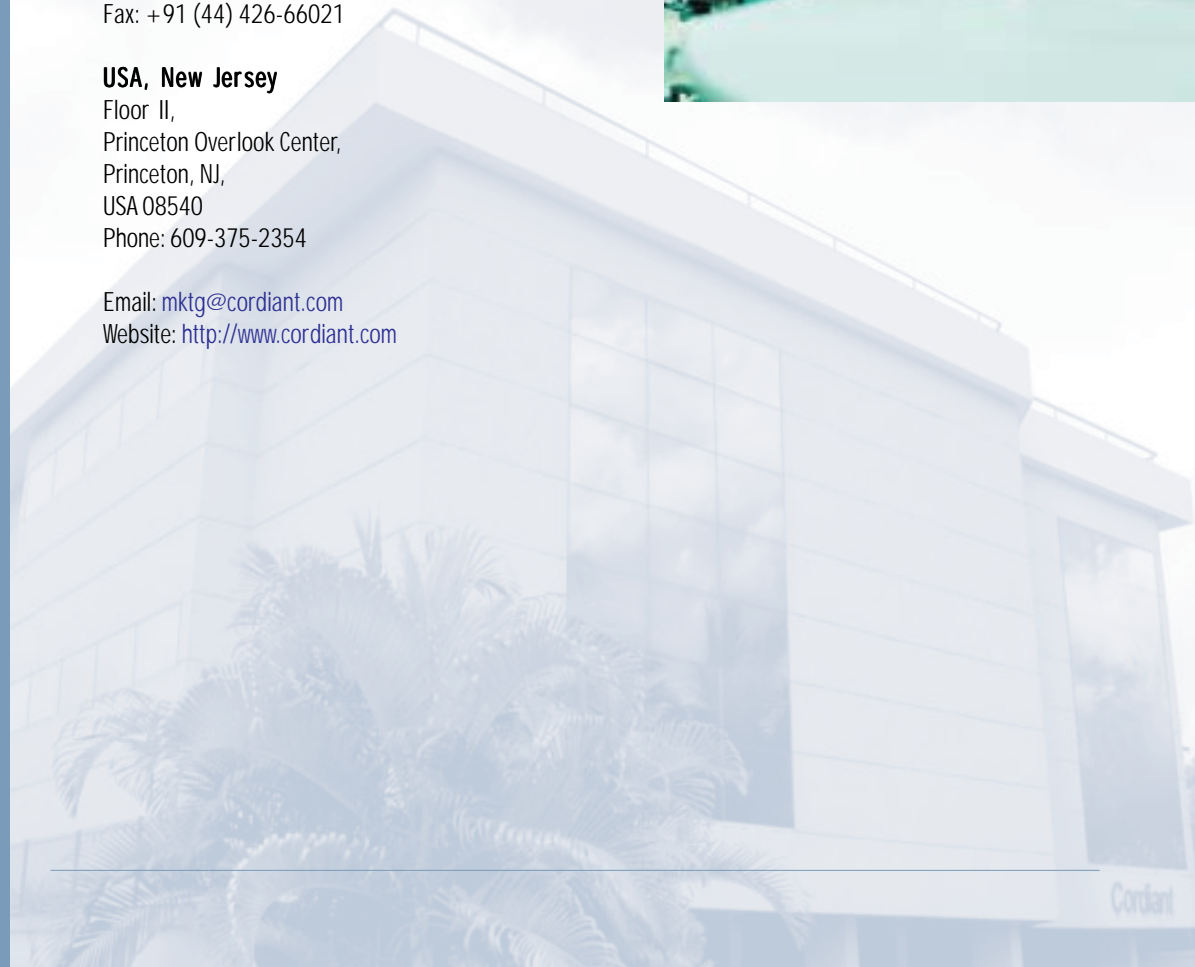 Fax: +91 (44) 426-66021
USA, New Jersey
Floor II,
Princeton Overlook Center,
Princeton, NJ,
USA 08540
Phone: 609-375-2354
Email: mktg@cordiant.com
Website: http://www.cordiant.com
Cordiant